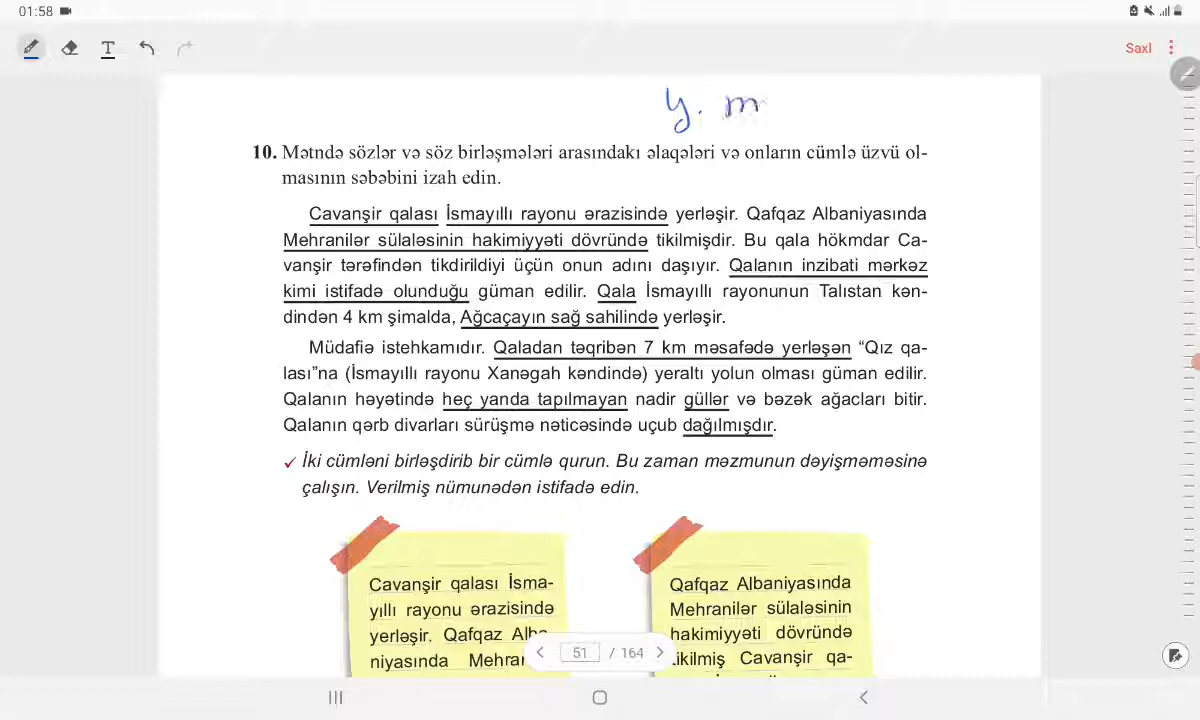 01:58
T
Saxl
y. m
10. Mətndə sözlər və söz birləşmələri arasındakı əlaqələri və onların cümlə üzvü ol-
masının səbəbini izah edin.
Cavanşir qalası İsmayıllı rayonu ərazisində yerləşir. Qafqaz Albaniyasında
Mehranilər sülaləsinin hakimiyyəti dövründə tikilmişdir. Bu qala hökmdar Ca-
vanşir tərəfindən tikdirildiyi üçün onun adını daşıyır. Qalanın inzibati mərkəz
kimi istifadə olunduğu güman edilir. Qala İsmayıllı rayonunun Talıstan kən-
dindən 4 km şimalda, Ağcaçayın sağ sahilində yerləşir.
Müdafiə istehkamıdır. Qaladan təqribən 7 km məsafədə yerləşən “Qız qa-
lası”na (İsmayıllı rayonu Xanəgah kəndində) yeraltı yolun olması güman edilir.
Qalanın həyətində heç yanda tapılmayan nadir güllər və bəzək ağacları bitir.
Qalanın qərb divarları sürüşmə nəticəsində uçub dağılmışdır.
✓ İki cümləni birləşdirib bir cümlə qurun. Bu zaman məzmunun dəyişməməsinə
çalışın. Verilmiş nümunədən istifadə edin.
Cavanşir qalası İsma-
yıllı rayonu ərazisində
yerləşir. Qafqaz Alba-
niyasında Mehran
Qafqaz Albaniyasında
Mehranilər sülaləsinin
hakimiyyəti dövründə
tikilmiş Cavanşir qa-
51 / 164